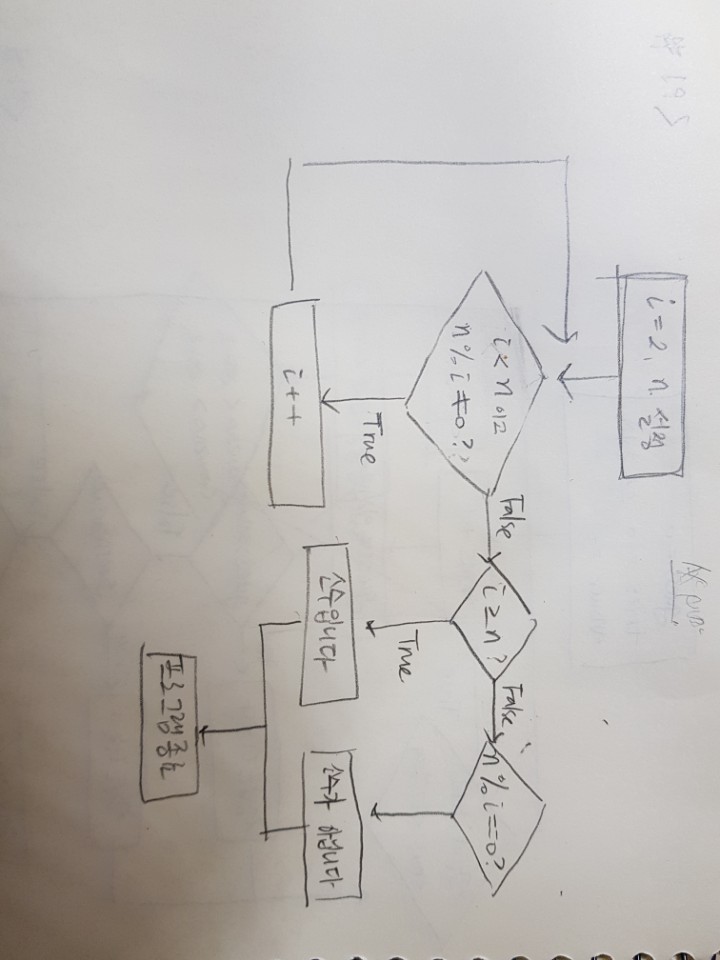 i=2, n 설정
i<n 이고
n%i≠0?
True
i++
False
i≥n?
True
소수입니다
False
n%i==0?
소수가 아닙니다
프로그램 종료